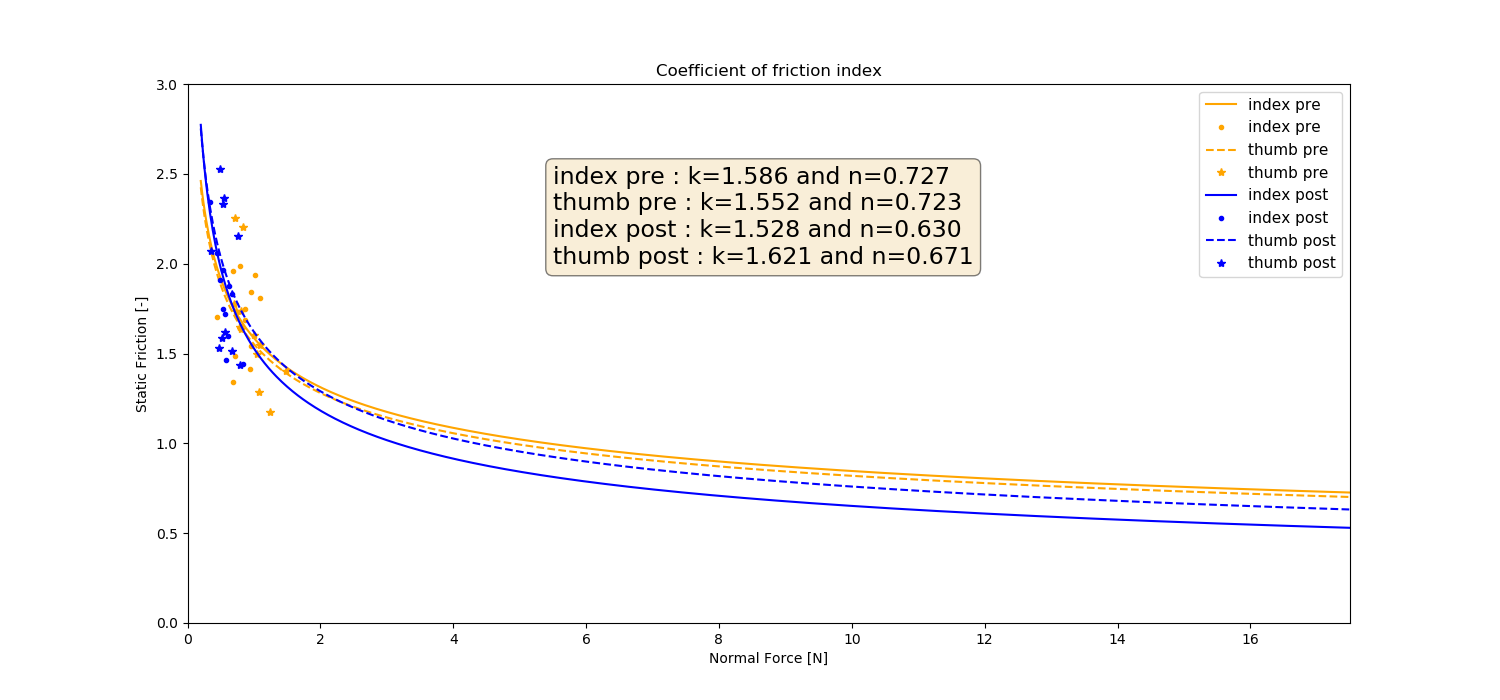 Coefficient of friction index
3.0
2.5
2.0
1.5
1.0
0.5
0.0
Static Friction [-]
index pre : k=1.586 and n=0.727
thumb pre : k=1.552 and n=0.723
index post : k=1.528 and n=0.630
thumb post : k=1.621 and n=0.671
index pre
index pre
thumb pre
thumb pre
index post
index post
thumb post
thumb post
0 2 4 6 8 10 12 14 16
Normal Force [N]